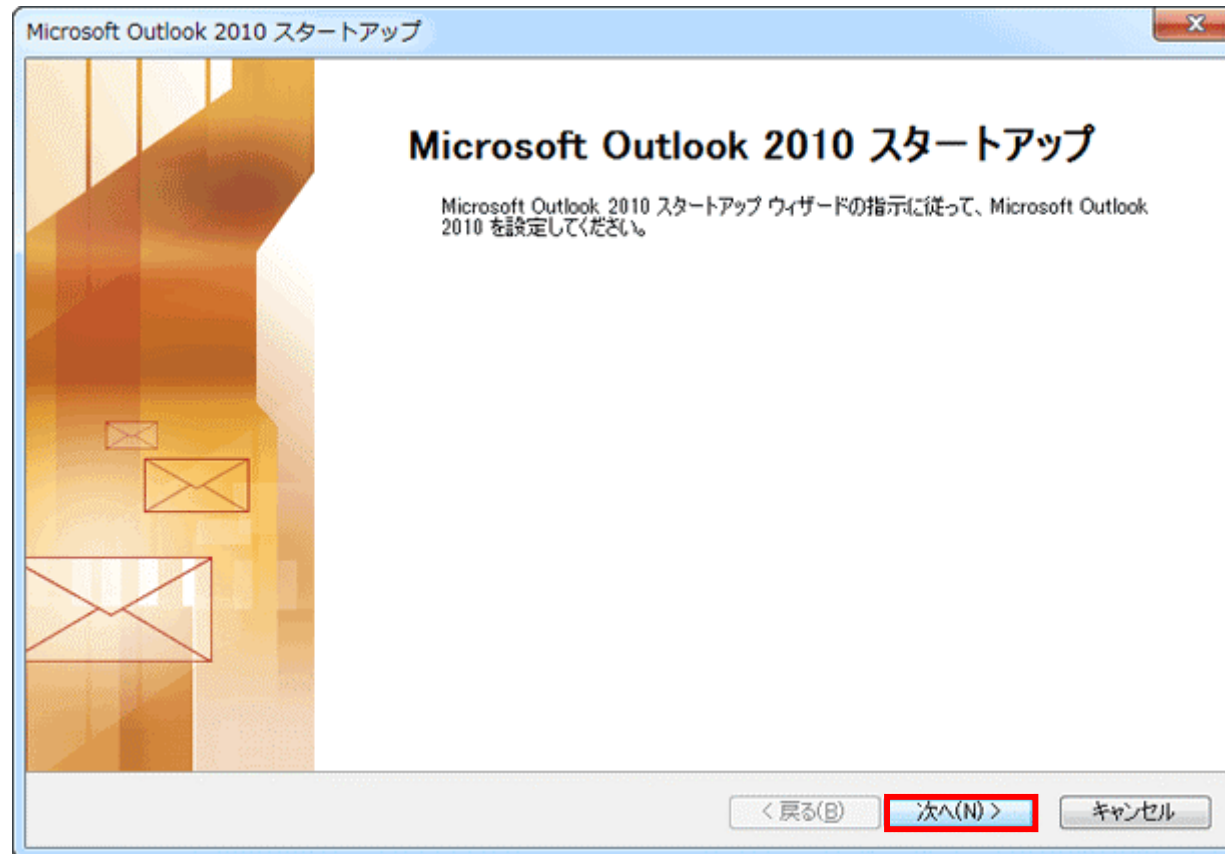 Microsoft Outlook 2010 スタートアップ
Microsoft Outlook 2010 スタートアップ
Microsoft Outlook 2010 スタートアップ ウィザードの指示に従って、Microsoft Outlook
2010 を設定してください。
< 戻る(B) 次へ(N) > キャンセル